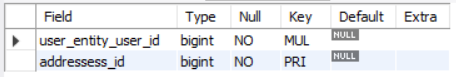 Field Type Null Key Default Extra
user_entity_user_id bigint NO MUL NULL
addressess_id bigint NO PRI NULL